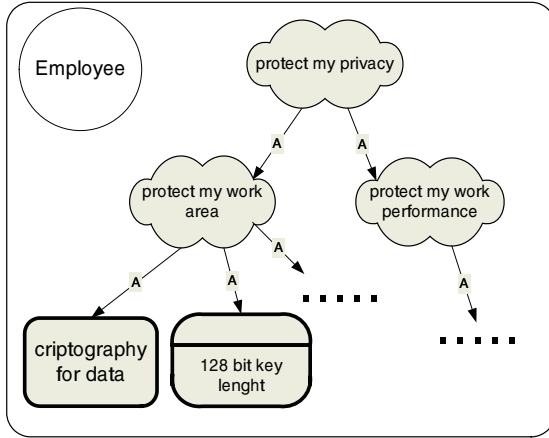 Employee
protect my privacy
A
A
protect my work
area
protect my work
performance
A
A
A
A
criptography
for data
128 bit key
lenght